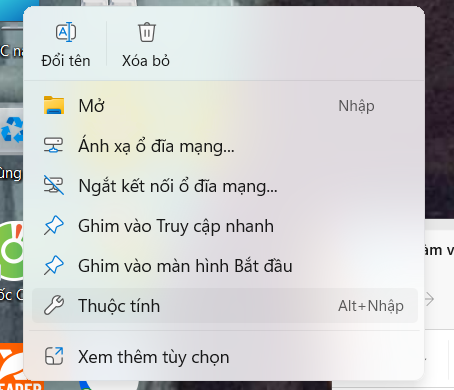 Đổi tên
Xóa bỏ
Mở
Nhập
Ánh xạ ổ đĩa mạng...
Ngắt kết nối ổ đĩa mạng...
Ghim vào Truy cập nhanh
Ghim vào màn hình Bắt đầu
Thuộc tính
Alt+Nhập
Xem thêm tùy chọn